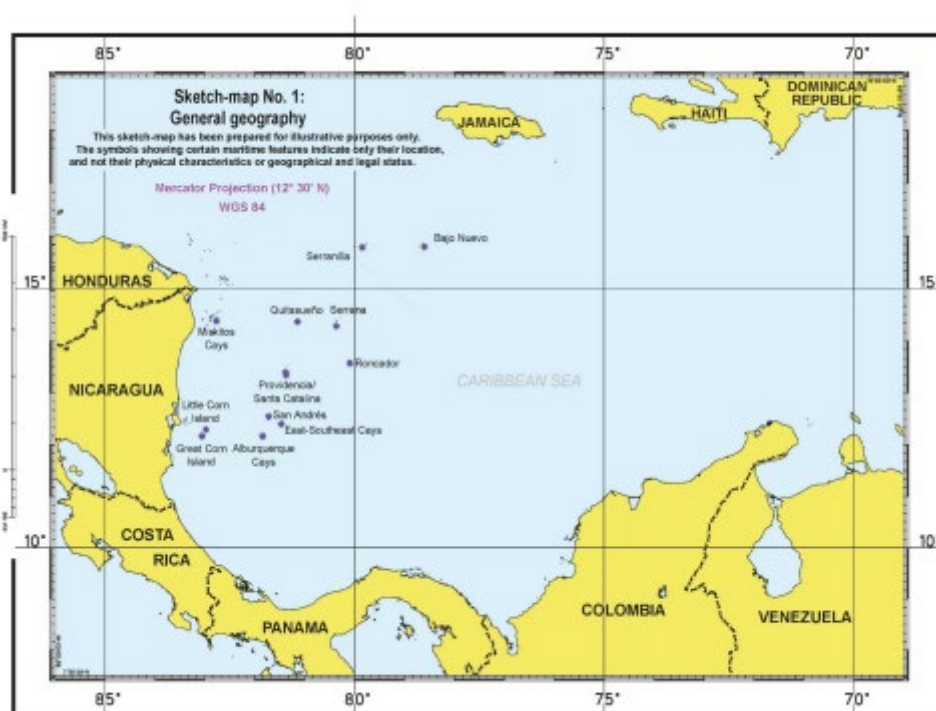 85°
80°
75°
70°
Sketch-map No. 1:
General geography
This sketch-map has been prepared for illustrative purposes only.
The symbols showing certain maritime features indicate only their location,
and not their physical characteristics or geographical and legal status.
Mercator Projection (12° 30' N)
WGS 84
JAMAICA
HAITI
DOMINICAN
REPUBLIC
Bajo Nuevo
Serranilla
15°
15
HONDURAS
Quitasueño
Serrana
Miskitos
Cays
Roncador
NICARAGUA
CARIBBEAN SEA
Providencia/
Santa Catalina
Little Corn
Island
San Andrés
East-Southeast Cays
Great Corn
Island
Alburquerque
Cays
10°
10
COSTA
RICA
PANAMA
COLOMBIA
VENEZUELA
85°
80°
75°
70°